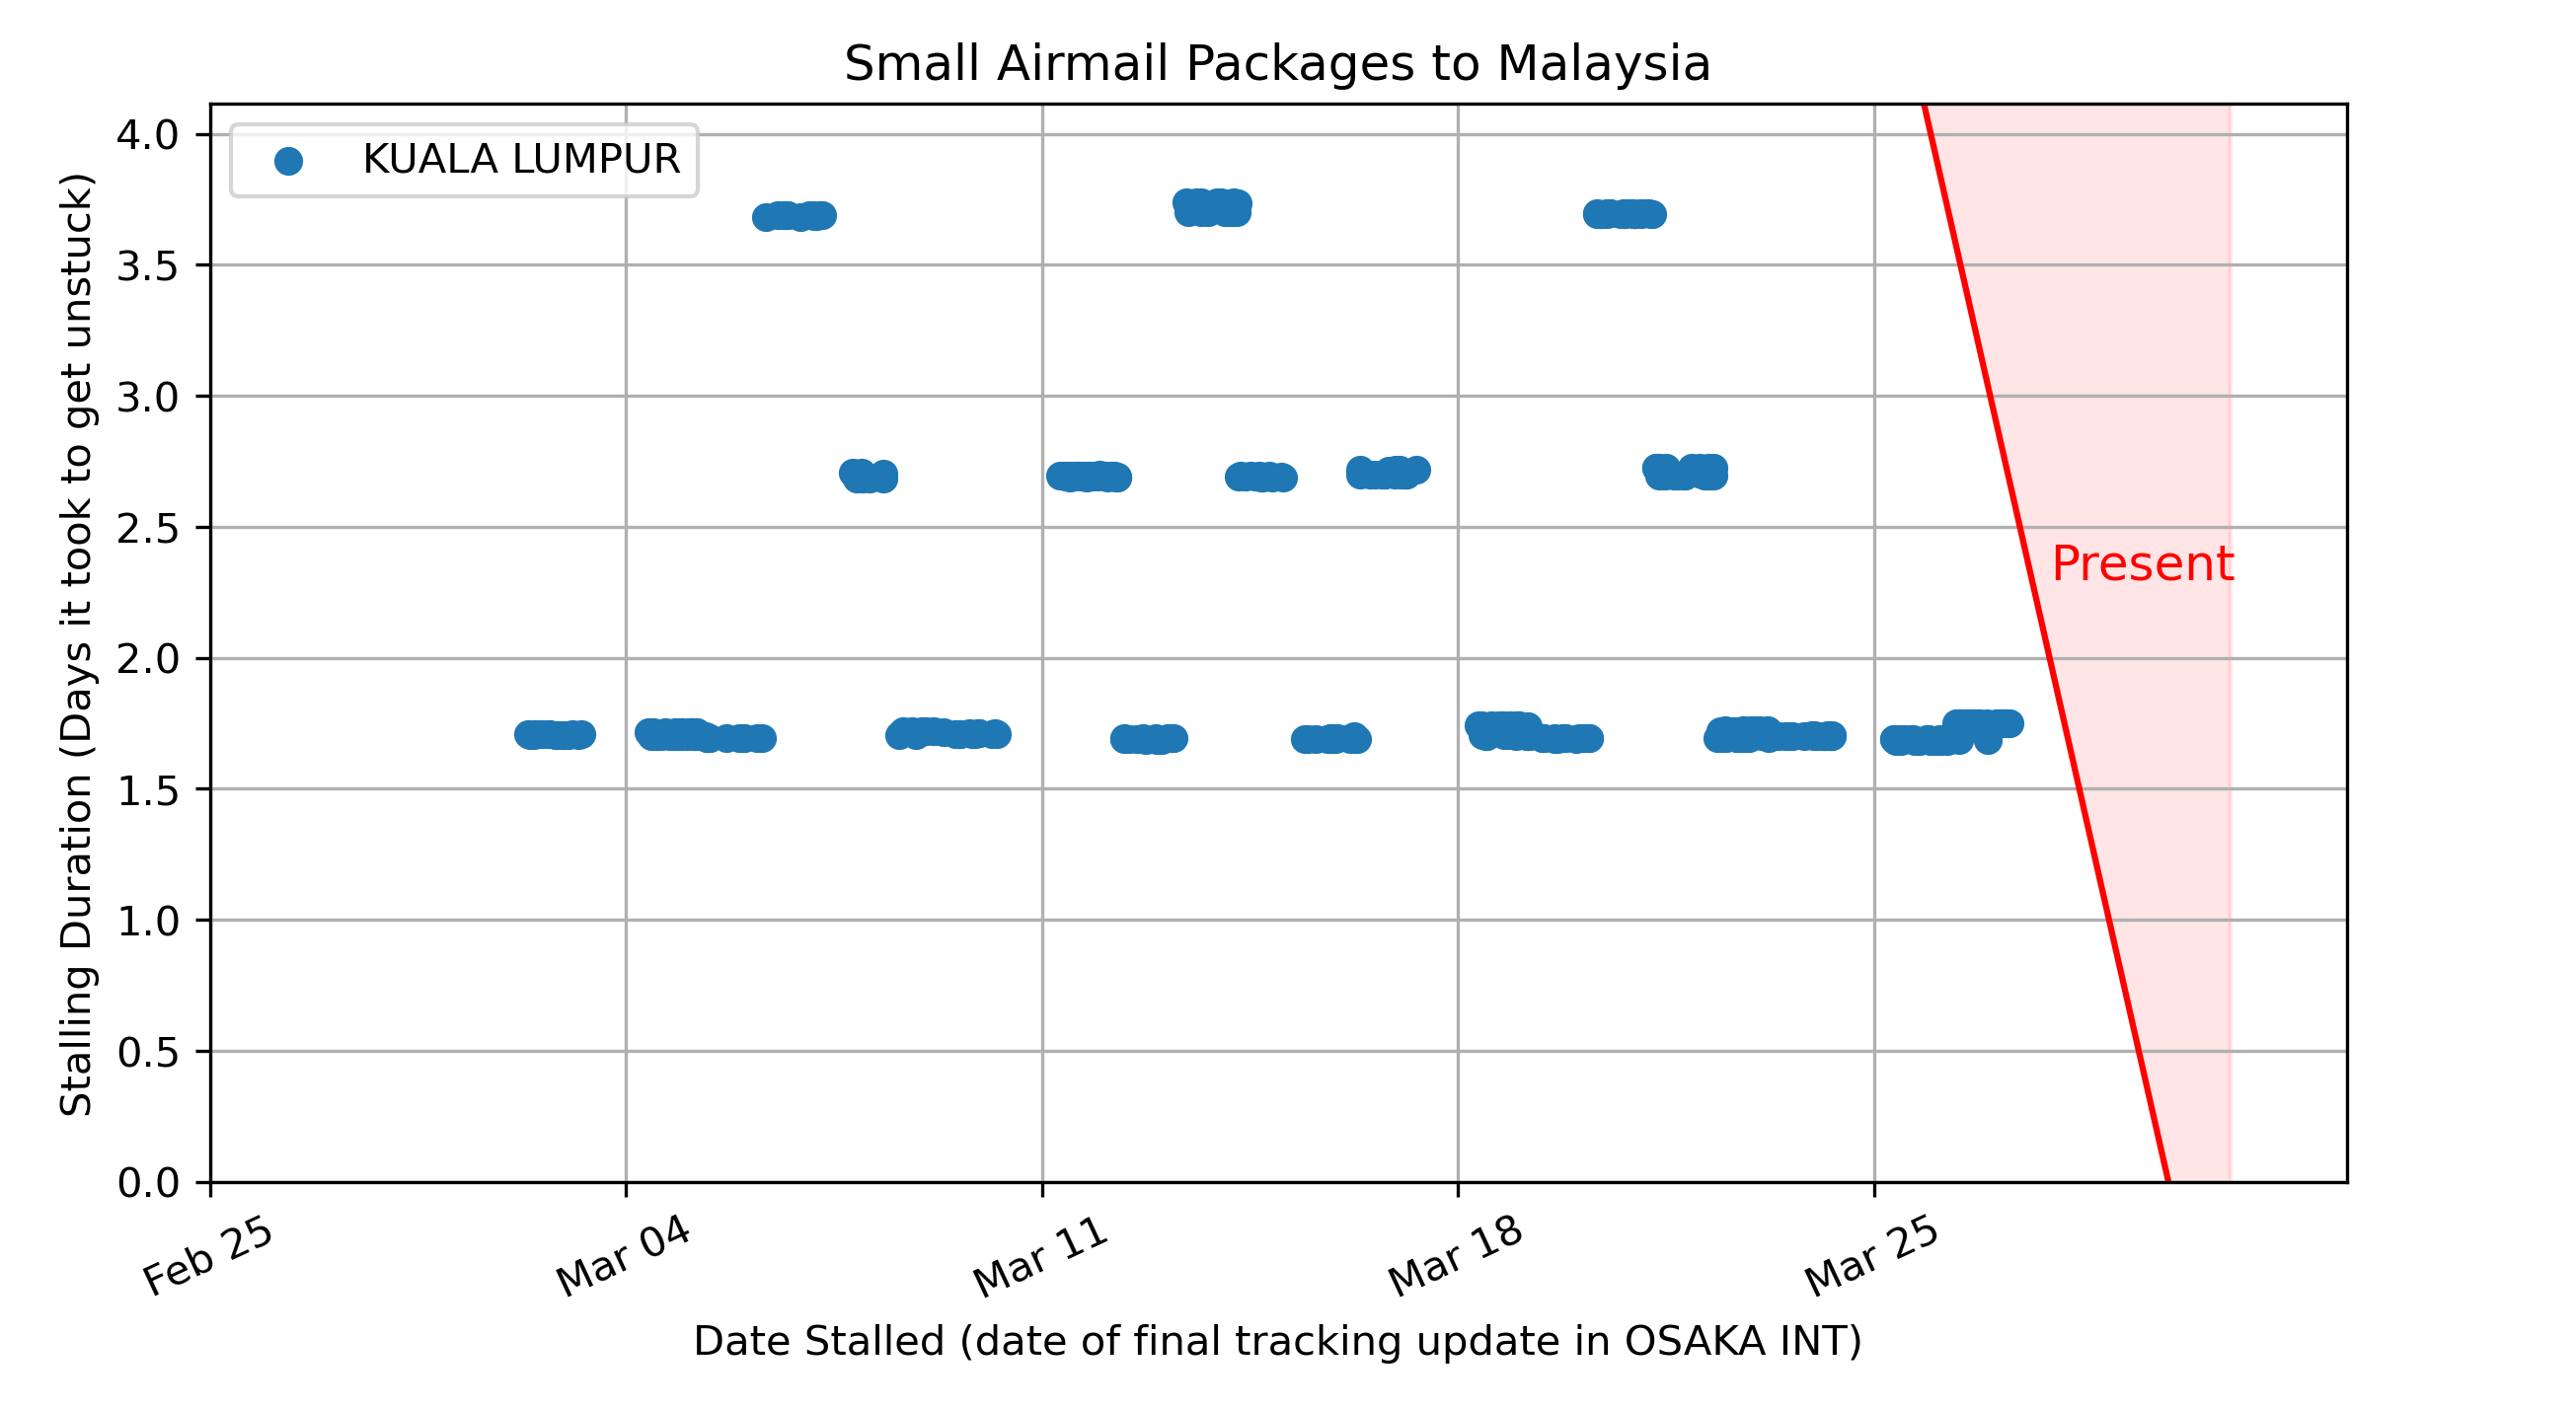 Small Airmail Packages to Malaysia
KUALA LUMPUR
Stalling Duration (Days it took to get unstuck)
4.0
3.5
3.0
2.5
2.0
1.5
1.0
0.5
0.0
Present
Feb 25
Mar 04
Mar 11
Mar 18
Mar 25
Date Stalled (date of final tracking update in OSAKA INT)